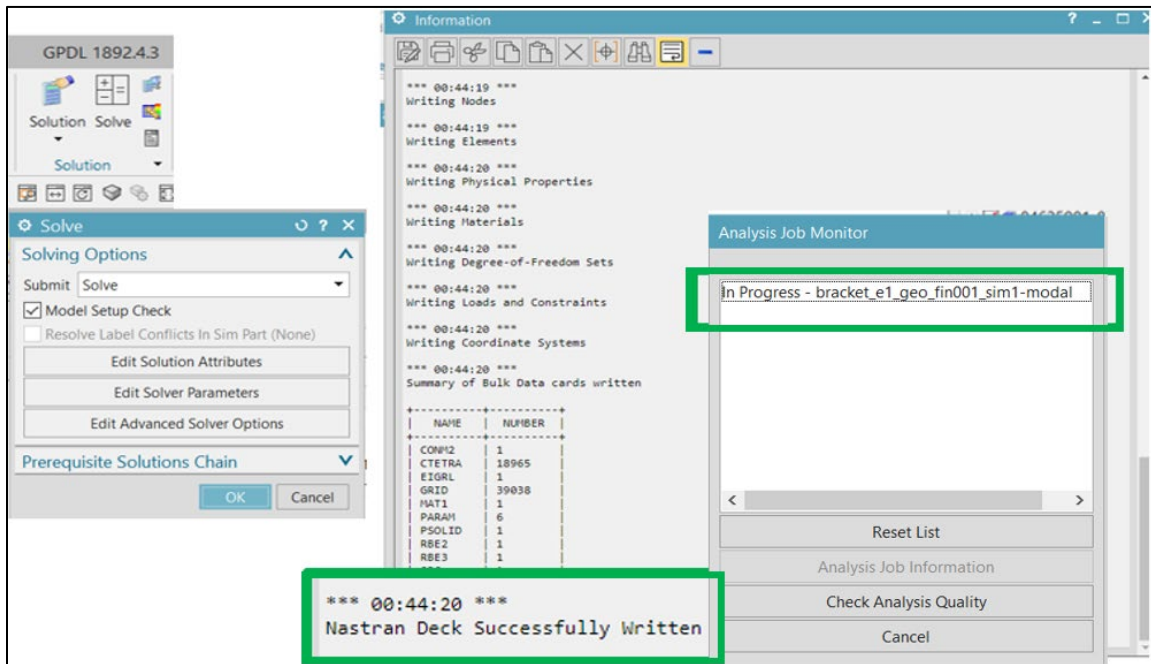 GPDL 1892.4.3
Solution Solve
Solution
Solve
Solving Options
Submit Solve
Model Setup Check
Resolve Label Conflicts In Sim Part (None)
Edit Solution Attributes
Edit Solver Parameters
Edit Advanced Solver Options
Prerequisite Solutions Chain
OK Cancel
Information
*** 00:44:19 ***
Writing Nodes
*** 00:44:19 ***
Writing Elements
*** 00:44:20 ***
Writing Physical Properties
*** 00:44:20 ***
Writing Materials
*** 00:44:20 ***
Writing Degree-of-Freedom Sets
*** 00:44:20 ***
Writing Loads and Constraints
*** 00:44:20 ***
Writing Coordinate Systems
*** 00:44:20 ***
Summary of Bulk Data cards written
NAME | NUMBER
CONM2 | 1
CTETRA | 18965
EIGRL | 1
GRID | 39038
MAT1 | 1
PARAM | 6
PSOLID | 1
RBE2 | 1
RBE3 | 1
*** 00:44:20 ***
Nastran Deck Successfully Written
Analysis Job Monitor
In Progress - bracket_e1_geo_fin001_sim1-modal
Reset List
Analysis Job Information
Check Analysis Quality
Cancel